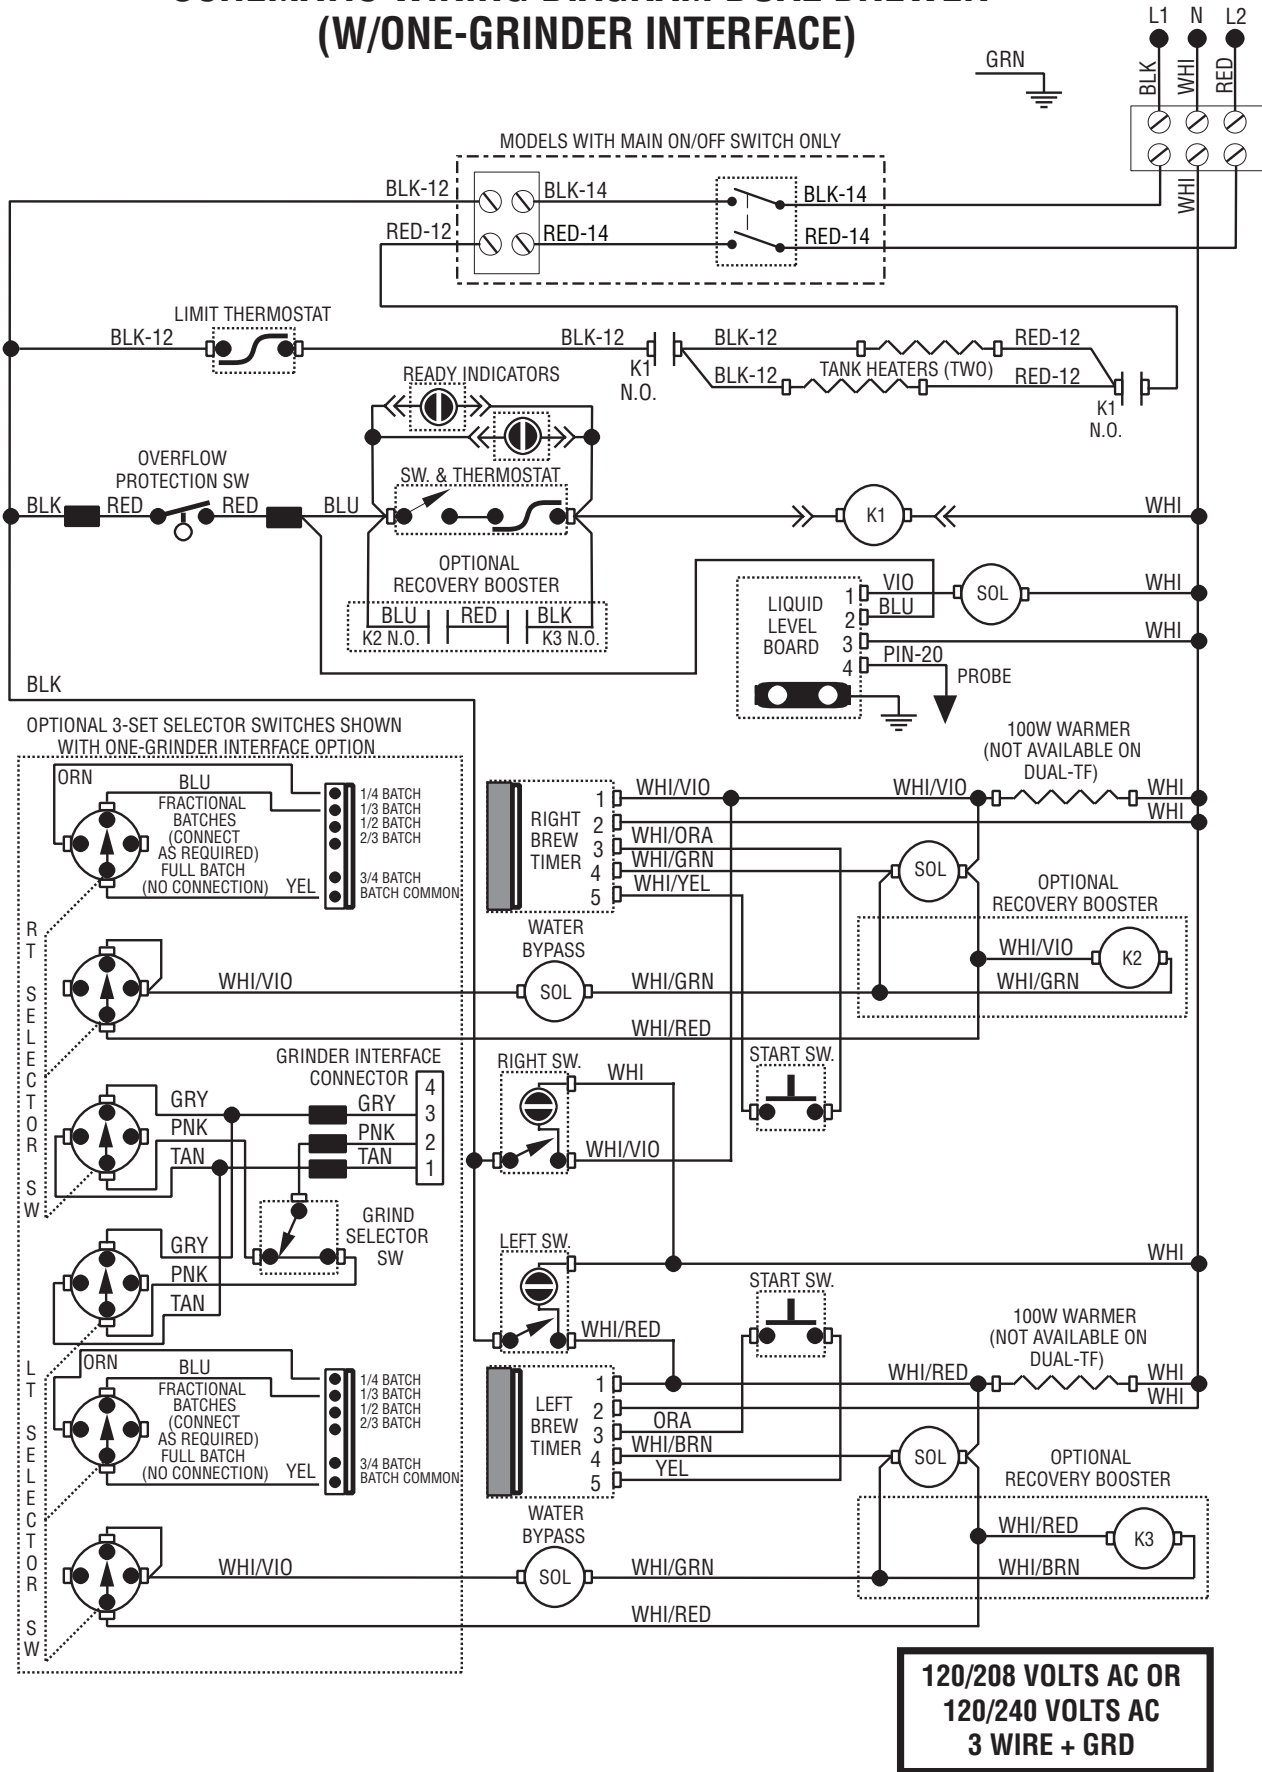 (W/ONE-GRINDER INTERFACE)
L1 N L2
GRN
BLK
WHI
RED
MODELS WITH MAIN ON/OFF SWITCH ONLY
BLK-12
BLK-14
BLK-14
WHI
RED-12
RED-14
RED-14
LIMIT THERMOSTAT
BLK-12
BLK-12
BLK-12
RED-12
K1
N.O.
BLK-12
TANK HEATERS (TWO)
RED-12
K1
N.O.
READY INDICATORS
OVERFLOW
PROTECTION SW
SW. & THERMOSTAT
BLK
RED
RED
BLU
K1
WHI
OPTIONAL
RECOVERY BOOSTER
BLU
RED
BLK
K2 N.O.
K3 N.O.
LIQUID
LEVEL
BOARD
1
2
3
4
VIO
BLU
SOL
WHI
WHI
PIN-20
PROBE
BLK
OPTIONAL 3-SET SELECTOR SWITCHES SHOWN
WITH ONE-GRINDER INTERFACE OPTION
ORN
BLU
FRACTIONAL
BATCHES
(CONNECT
AS REQUIRED)
FULL BATCH
(NO CONNECTION)
YEL
1/4 BATCH
1/3 BATCH
1/2 BATCH
2/3 BATCH
3/4 BATCH
BATCH COMMON
RIGHT
BREW
TIMER
1
2
3
4
5
WHI/VIO
WHI/ORA
WHI/GRN
WHI/YEL
WHI/VIO
100W WARMER
(NOT AVAILABLE ON
DUAL-TF)
WHI
WHI
SOL
OPTIONAL
RECOVERY BOOSTER
WHI/VIO
K2
WHI/GRN
RT SELECTOR SW
WHI/VIO
WATER
BYPASS
SOL
WHI/GRN
WHI/RED
GRINDER INTERFACE
CONNECTOR
4
3
2
1
GRY
GRY
PNK
PNK
TAN
TAN
RIGHT SW.
WHI
WHI/VIO
START SW.
GRIND
SELECTOR
SW
GRY
PNK
TAN
LEFT SW.
WHI
WHI/RED
START SW.
LT SELECTOR SW
ORN
BLU
FRACTIONAL
BATCHES
(CONNECT
AS REQUIRED)
FULL BATCH
(NO CONNECTION)
YEL
1/4 BATCH
1/3 BATCH
1/2 BATCH
2/3 BATCH
3/4 BATCH
BATCH COMMON
LEFT
BREW
TIMER
1
2
3
4
5
ORA
WHI/BRN
YEL
WHI/RED
100W WARMER
(NOT AVAILABLE ON
DUAL-TF)
WHI
WHI
SOL
OPTIONAL
RECOVERY BOOSTER
WHI/RED
K3
WHI/BRN
WHI/VIO
WATER
BYPASS
SOL
WHI/GRN
WHI/RED
120/208 VOLTS AC OR
120/240 VOLTS AC
3 WIRE + GRD